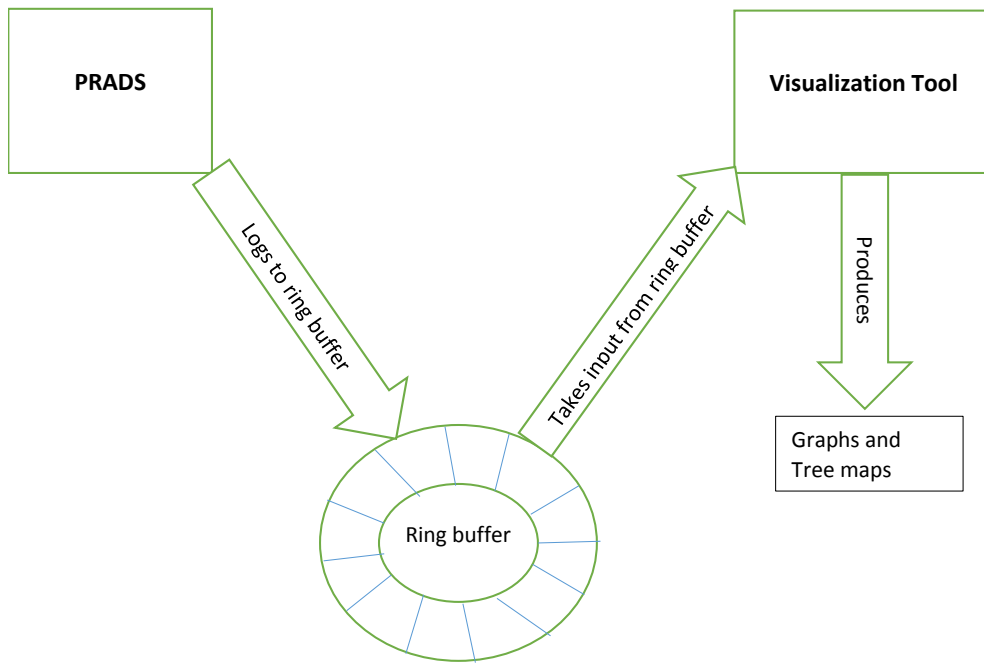 PRADS
Visualization Tool
Logs to ring buffer
Takes input from ring buffer
Produces
Graphs and
Tree maps
Ring buffer